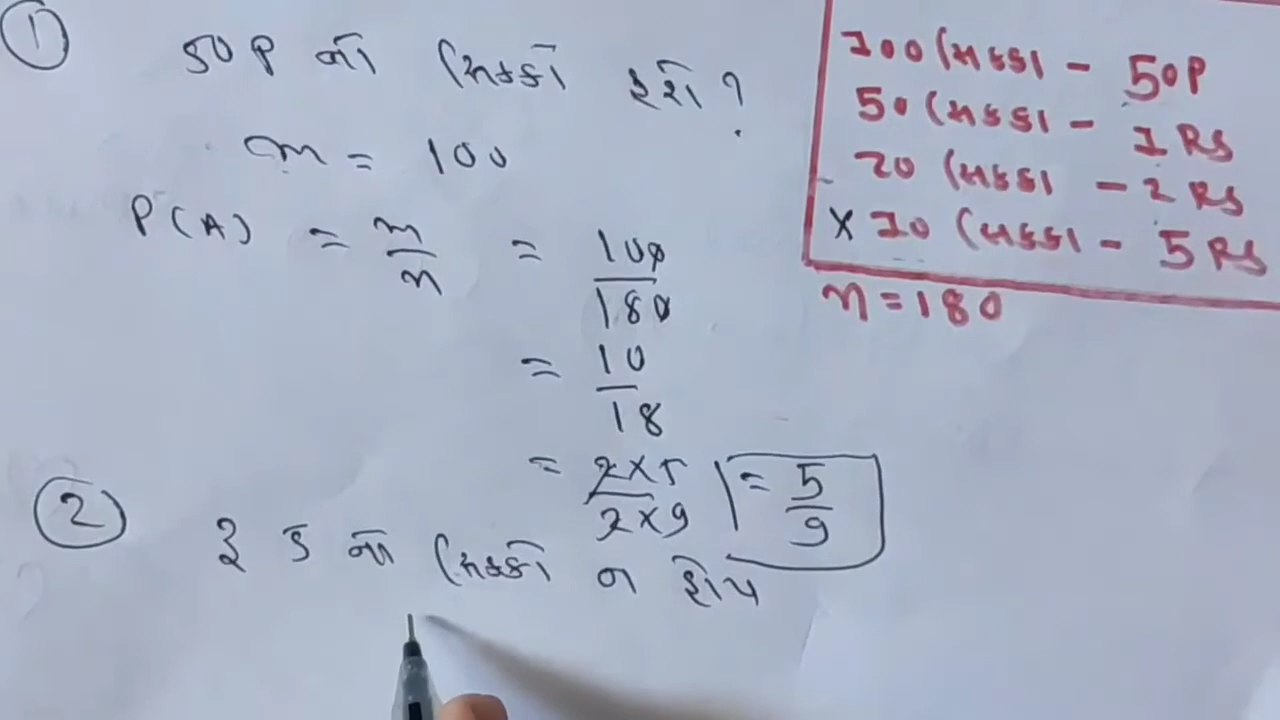 ① 50P નો સિક્કો હશે?
m = 100
P(A) = m/n = 100/180
= 10/18
= 2×5/2×9 = 5/9
② રૂ 5 નો સિક્કો ન હોય
100 સિક્કા - 50P
50 સિક્કા - 1 RS
20 સિક્કા - 2 RS
× 10 સિક્કા - 5 RS
n = 180